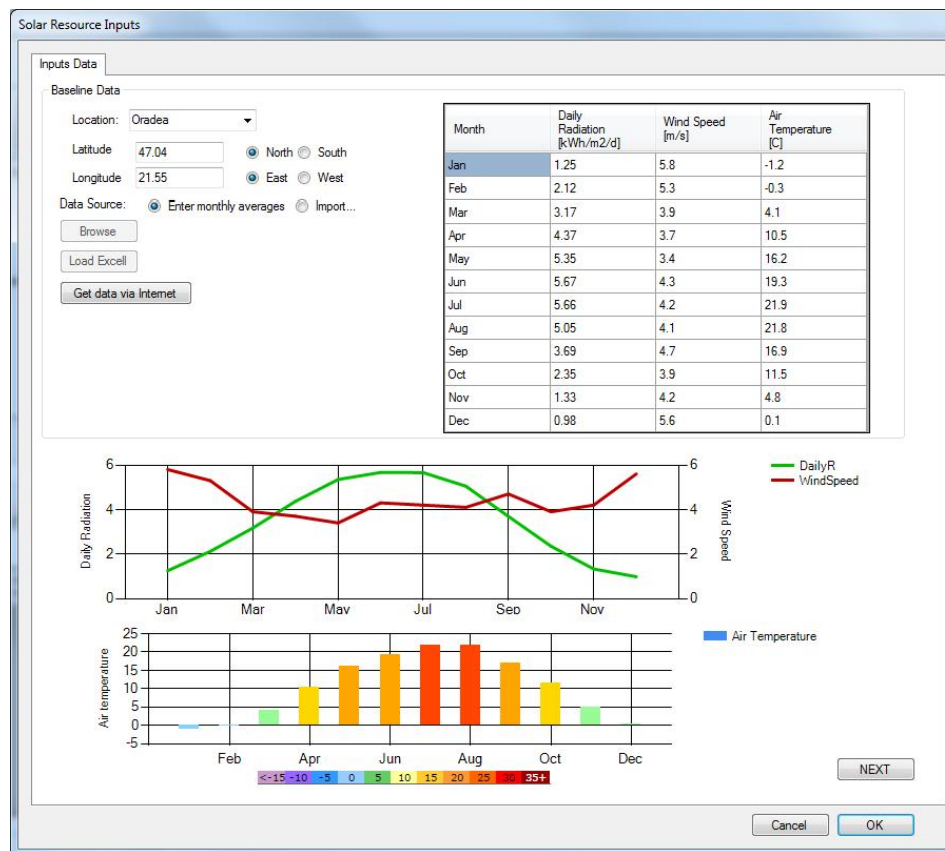 Solar Resource Inputs
Inputs Data
Baseline Data
Location: Oradea
Latitude 47.04 North South
Longitude 21.55 East West
Data Source: Enter monthly averages Import...
Browse
Load Excell
Get data via Internet
Month Daily Radiation [kWh/m2/d] Wind Speed [m/s] Air Temperature [C]
Jan 1.25 5.8 -1.2
Feb 2.12 5.3 -0.3
Mar 3.17 3.9 4.1
Apr 4.37 3.7 10.5
May 5.35 3.4 16.2
Jun 5.67 4.3 19.3
Jul 5.66 4.2 21.9
Aug 5.05 4.1 21.8
Sep 3.69 4.7 16.9
Oct 2.35 3.9 11.5
Nov 1.33 4.2 4.8
Dec 0.98 5.6 0.1
Daily Radiation
6
4
2
0
6
4
2
0
Wind Speed
Jan Mar May Jul Sep Nov
DailyR
WindSpeed
Air temperature
25
20
15
10
5
0
-5
Feb Apr Jun Aug Oct Dec
Air Temperature
<-15 -10 -5 0 5 10 15 20 25 30 35+
NEXT
Cancel OK